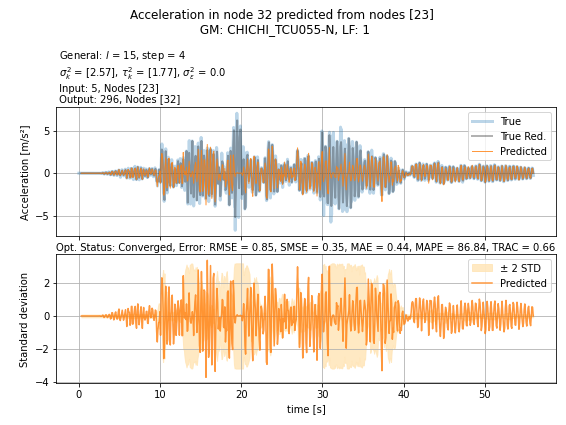 Acceleration in node 32 predicted from nodes [23]
GM: CHICHI_TCU055-N, LF: 1
General: l = 15, step = 4
σ²ₖ = [2.57], τ²ₖ = [1.77], σ²ε = 0.0
Input: 5, Nodes [23]
Output: 296, Nodes [32]
Acceleration [m/s²]
5
0
−5
True
True Red.
Predicted
Opt. Status: Converged, Error: RMSE = 0.85, SMSE = 0.35, MAE = 0.44, MAPE = 86.84, TRAC = 0.66
Standard deviation
2
0
−2
−4
± 2 STD
Predicted
0 10 20 30 40 50
time [s]